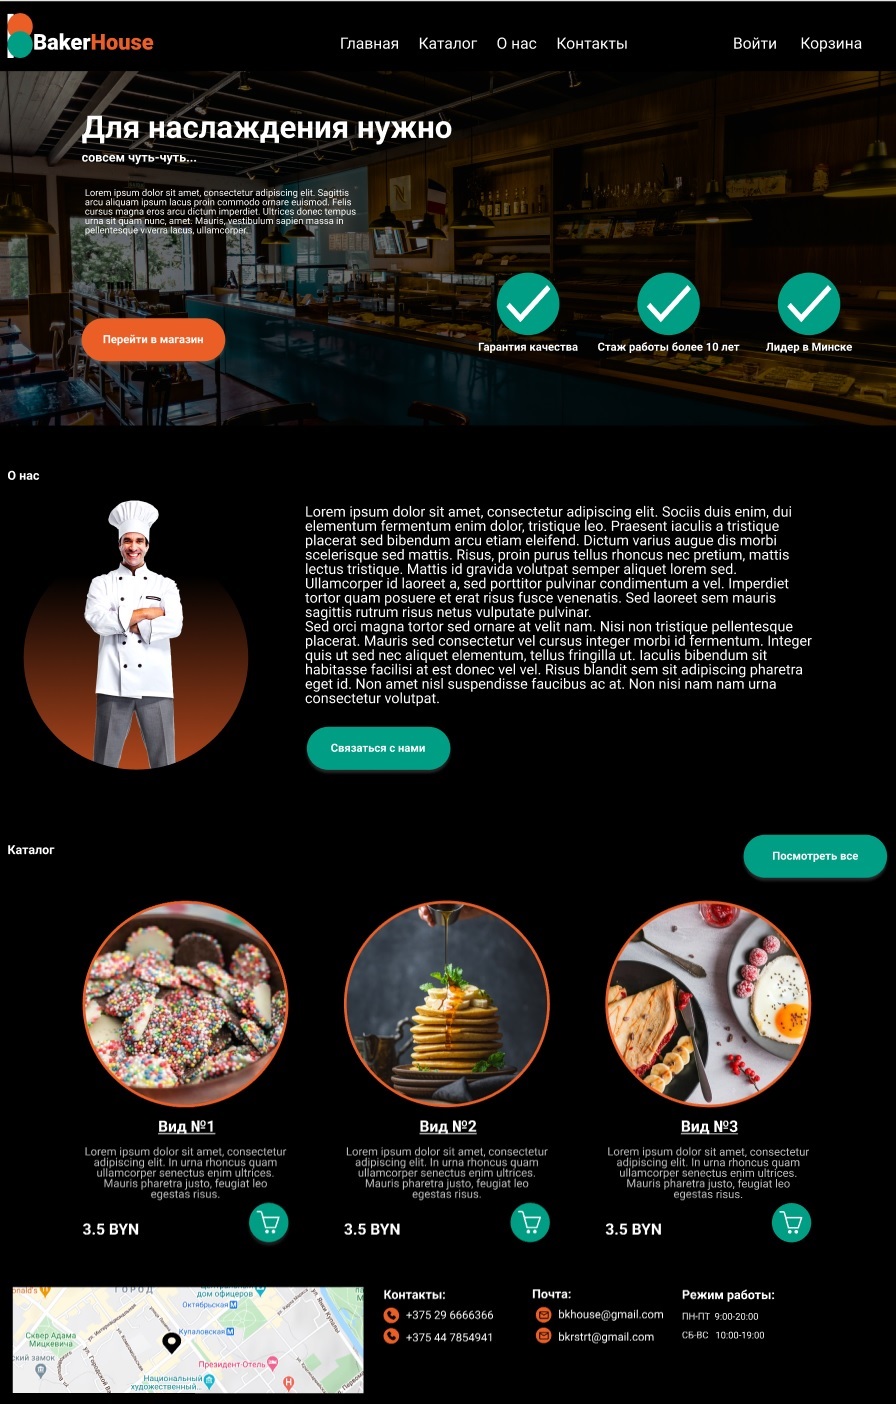 BakerHouse
Главная Каталог О нас Контакты Войти Корзина
Для наслаждения нужно
совсем чуть-чуть...
Lorem ipsum dolor sit amet, consectetur adipiscing elit. Sagittis
arcu aliquam ipsum lacus proin commodo ornare euismod. Felis
cursus magna eros arcu dictum imperdiet. Ultrices donec tempus
urna sit quam nunc, amet. Mauris, vestibulum sapien massa in
pellentesque viverra lacus, ullamcorper.
Перейти в магазин
Гарантия качества Стаж работы более 10 лет Лидер в Минске
О нас
Lorem ipsum dolor sit amet, consectetur adipiscing elit. Sociis duis enim, dui
elementum fermentum enim dolor, tristique leo. Praesent iaculis a tristique
placerat sed bibendum arcu etiam eleifend. Dictum varius augue dis morbi
scelerisque sed mattis. Risus, proin purus tellus rhoncus nec pretium, mattis
lectus tristique. Mattis id gravida volutpat semper aliquet lorem sed.
Ullamcorper id laoreet a, sed porttitor pulvinar condimentum a vel. Imperdiet
tortor quam posuere et erat risus fusce venenatis. Sed laoreet sem mauris
sagittis rutrum risus netus vulputate pulvinar.
Sed orci magna tortor sed ornare at velit nam. Nisi non tristique pellentesque
placerat. Mauris sed consectetur vel cursus integer morbi id fermentum. Integer
quis ut sed nec aliquet elementum, tellus fringilla ut. Iaculis bibendum sit
habitasse facilisi at est donec vel vel. Risus blandit sem sit adipiscing pharetra
eget id. Non amet nisl suspendisse faucibus ac at. Non nisi nam nam urna
consectetur volutpat.
Связаться с нами
Каталог
Посмотреть все
Вид №1
Lorem ipsum dolor sit amet, consectetur
adipiscing elit. In urna rhoncus quam
ullamcorper senectus enim ultrices.
Mauris pharetra justo, feugiat leo
egestas risus.
3.5 BYN
Вид №2
Lorem ipsum dolor sit amet, consectetur
adipiscing elit. In urna rhoncus quam
ullamcorper senectus enim ultrices.
Mauris pharetra justo, feugiat leo
egestas risus.
3.5 BYN
Вид №3
Lorem ipsum dolor sit amet, consectetur
adipiscing elit. In urna rhoncus quam
ullamcorper senectus enim ultrices.
Mauris pharetra justo, feugiat leo
egestas risus.
3.5 BYN
ГОРОД
дом офицеров
Октябрьская
Купаловская
Сквер Адама
Мицкевича
ский замок
Президент-Отель
Национальный
художественный...
Контакты:
+375 29 6666366
+375 44 7854941
Почта:
bkhouse@gmail.com
bkrstrt@gmail.com
Режим работы:
ПН-ПТ 9:00-20:00
СБ-ВС 10:00-19:00